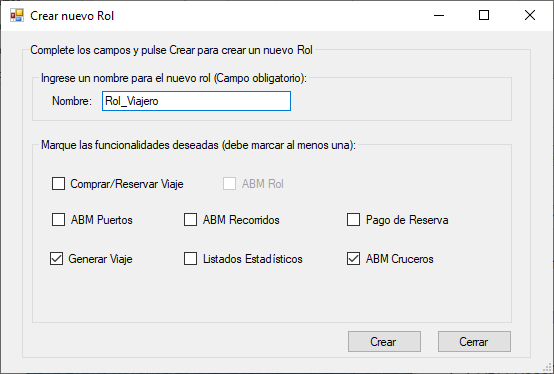 Crear nuevo Rol
Complete los campos y pulse Crear para crear un nuevo Rol
Ingrese un nombre para el nuevo rol (Campo obligatorio):
Nombre: Rol_Viajero
Marque las funcionalidades deseadas (debe marcar al menos una):
Comprar/Reservar Viaje ABM Rol
ABM Puertos ABM Recorridos Pago de Reserva
Generar Viaje Listados Estadísticos ABM Cruceros
Crear Cerrar